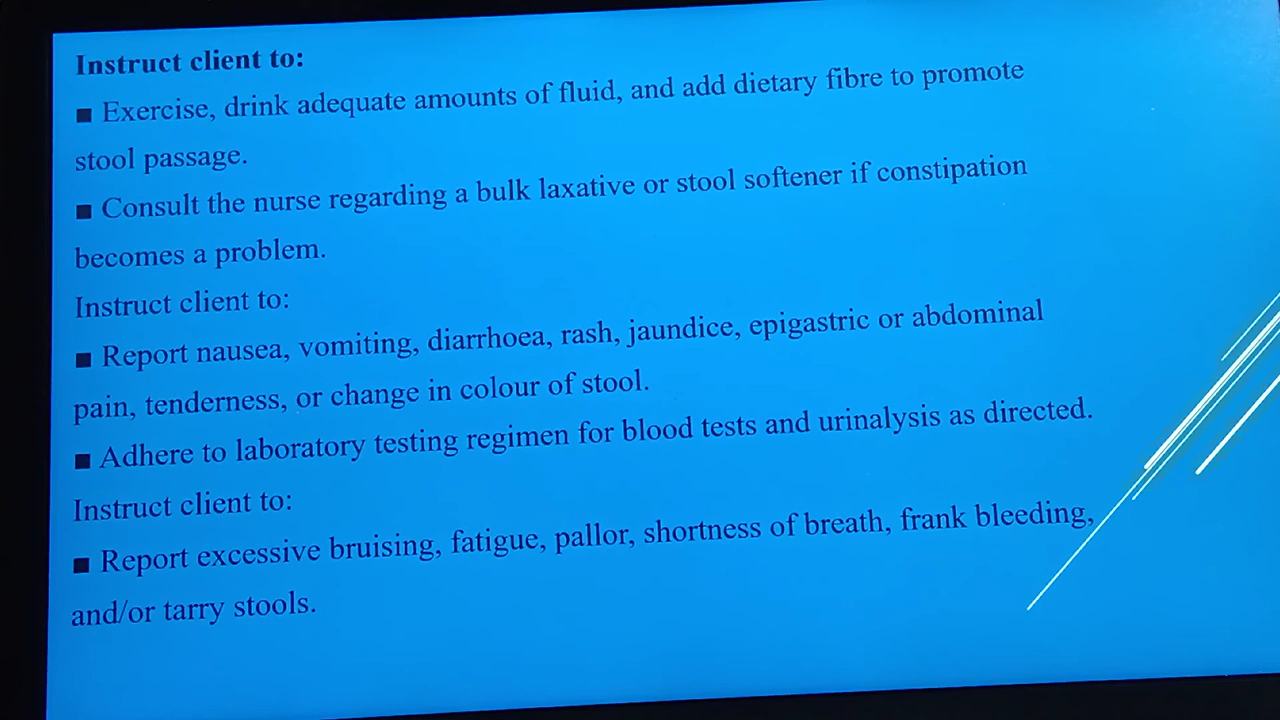 Instruct client to:
■ Exercise, drink adequate amounts of fluid, and add dietary fibre to promote
stool passage.
■ Consult the nurse regarding a bulk laxative or stool softener if constipation
becomes a problem.
Instruct client to:
■ Report nausea, vomiting, diarrhoea, rash, jaundice, epigastric or abdominal
pain, tenderness, or change in colour of stool.
■ Adhere to laboratory testing regimen for blood tests and urinalysis as directed.
Instruct client to:
■ Report excessive bruising, fatigue, pallor, shortness of breath, frank bleeding,
and/or tarry stools.